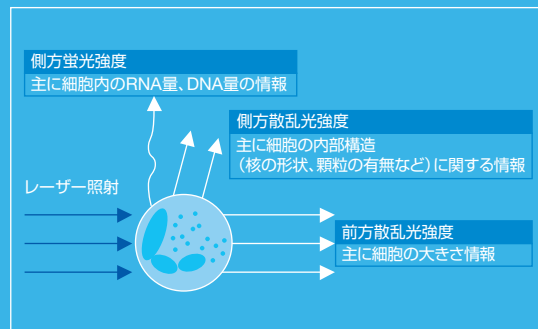 側方蛍光強度
主に細胞内のRNA量、DNA量の情報
側方散乱光強度
主に細胞の内部構造
（核の形状、顆粒の有無など）に関する情報
レーザー照射
前方散乱光強度
主に細胞の大きさ情報